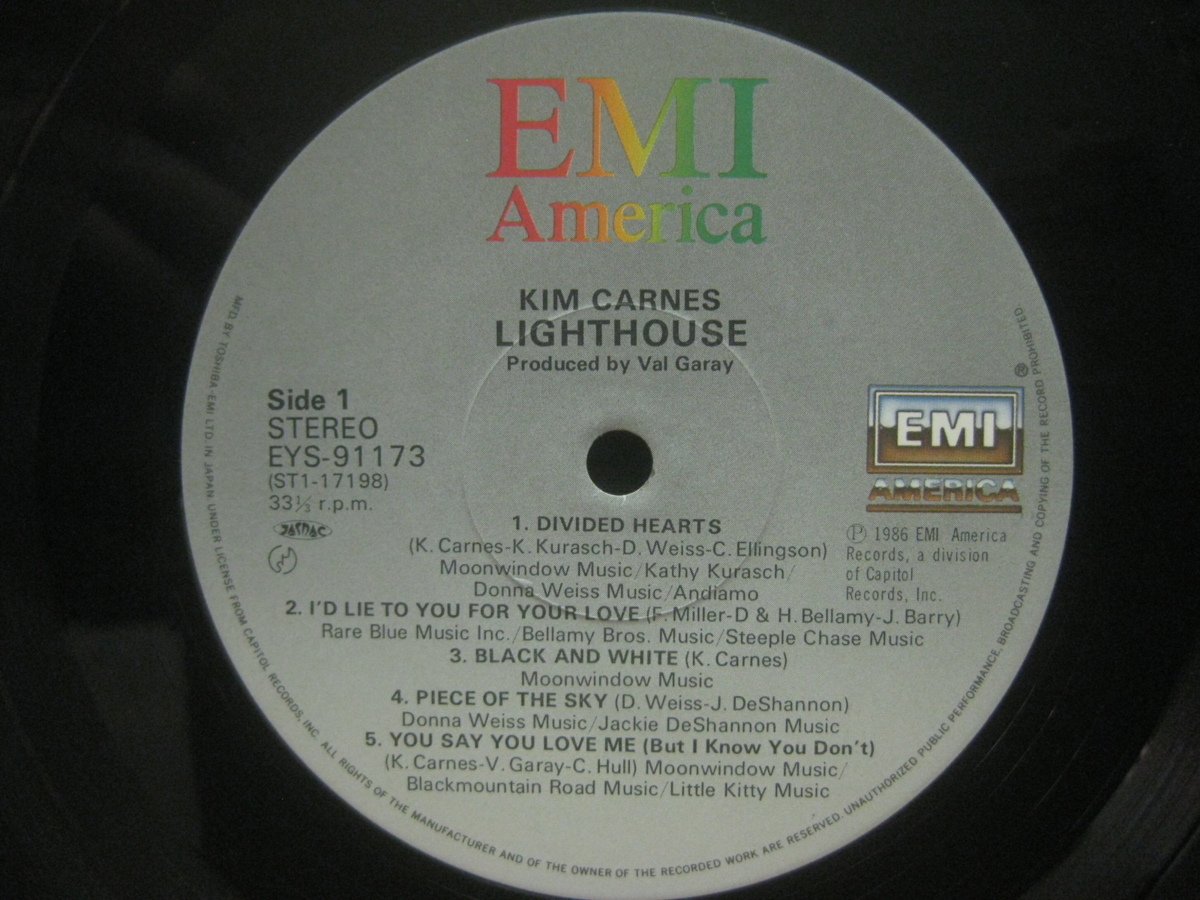 EMI
America
KIM CARNES
LIGHTHOUSE
Produced by Val Garay
Side 1
STEREO
EYS-91173
(ST1-17198)
33⅓ r.p.m.
JASRAC
EMI
AMERICA
Ⓟ 1986 EMI America
Records, a division
of Capitol
Records, Inc.
1. DIVIDED HEARTS
(K. Carnes-K. Kurasch-D. Weiss-C. Ellingson)
Moonwindow Music/Kathy Kurasch/
Donna Weiss Music/Andiamo
2. I'D LIE TO YOU FOR YOUR LOVE (F. Miller-D & H. Bellamy-J. Barry)
Rare Blue Music Inc./Bellamy Bros. Music/Steeple Chase Music
3. BLACK AND WHITE (K. Carnes)
Moonwindow Music
4. PIECE OF THE SKY (D. Weiss-J. DeShannon)
Donna Weiss Music/Jackie DeShannon Music
5. YOU SAY YOU LOVE ME (But I Know You Don't)
(K. Carnes-V. Garay-C. Hull) Moonwindow Music/
Blackmountain Road Music/Little Kitty Music
MFD. BY TOSHIBA-EMI LTD. IN JAPAN UNDER LICENSE FROM CAPITOL RECORDS, INC. ALL RIGHTS OF THE MANUFACTURER AND OF THE OWNER OF THE RECORDED WORK ARE RESERVED. UNAUTHORIZED PUBLIC PERFORMANCE, BROADCASTING AND COPYING OF THE RECORD PROHIBITED. ®